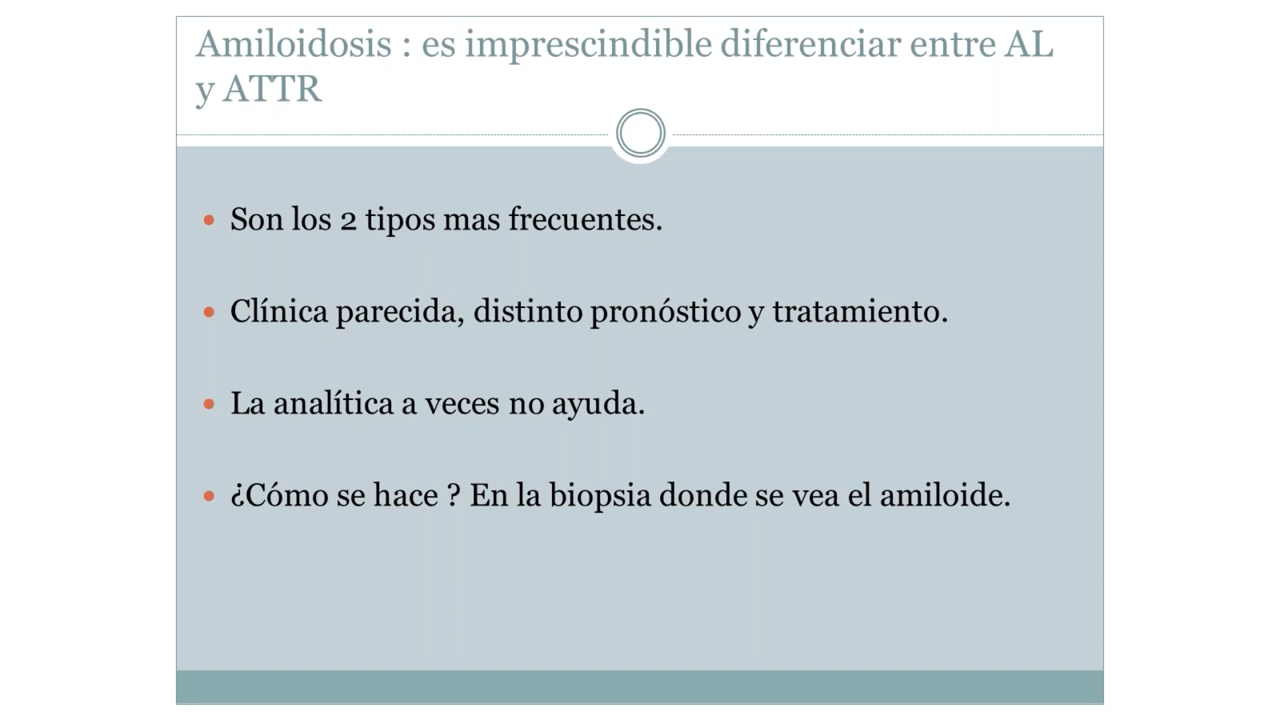 Amiloidosis : es imprescindible diferenciar entre AL
y ATTR
Son los 2 tipos mas frecuentes.
Clínica parecida, distinto pronóstico y tratamiento.
La analítica a veces no ayuda.
¿Cómo se hace ? En la biopsia donde se vea el amiloide.